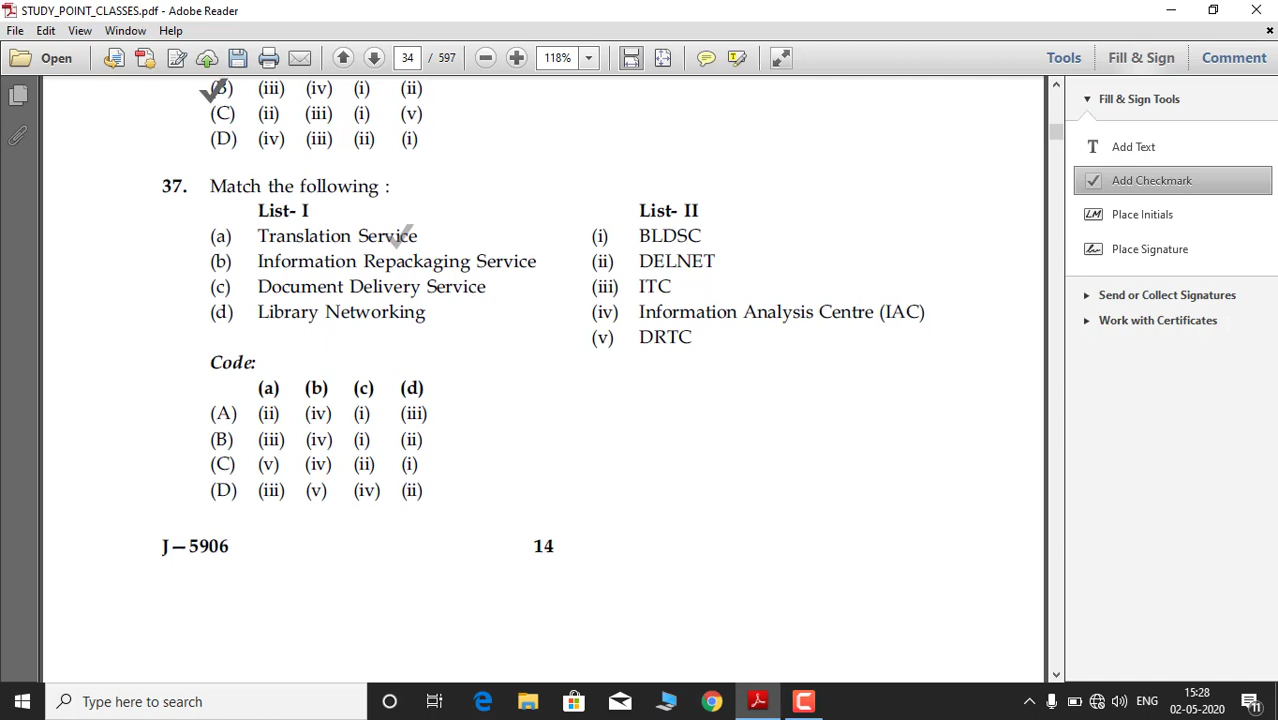 STUDY_POINT_CLASSES.pdf - Adobe Reader
File Edit View Window Help
Open 34 / 597 118% Tools Fill & Sign Comment
(B) (iii) (iv) (i) (ii)
(C) (ii) (iii) (i) (v)
(D) (iv) (iii) (ii) (i)
37. Match the following :
List- I List- II
(a) Translation Service (i) BLDSC
(b) Information Repackaging Service (ii) DELNET
(c) Document Delivery Service (iii) ITC
(d) Library Networking (iv) Information Analysis Centre (IAC)
(v) DRTC
Code:
(a) (b) (c) (d)
(A) (ii) (iv) (i) (iii)
(B) (iii) (iv) (i) (ii)
(C) (v) (iv) (ii) (i)
(D) (iii) (v) (iv) (ii)
J—5906 14
Fill & Sign Tools
T Add Text
Add Checkmark
LM Place Initials
Place Signature
Send or Collect Signatures
Work with Certificates
Type here to search
ENG
15:28
02-05-2020
11